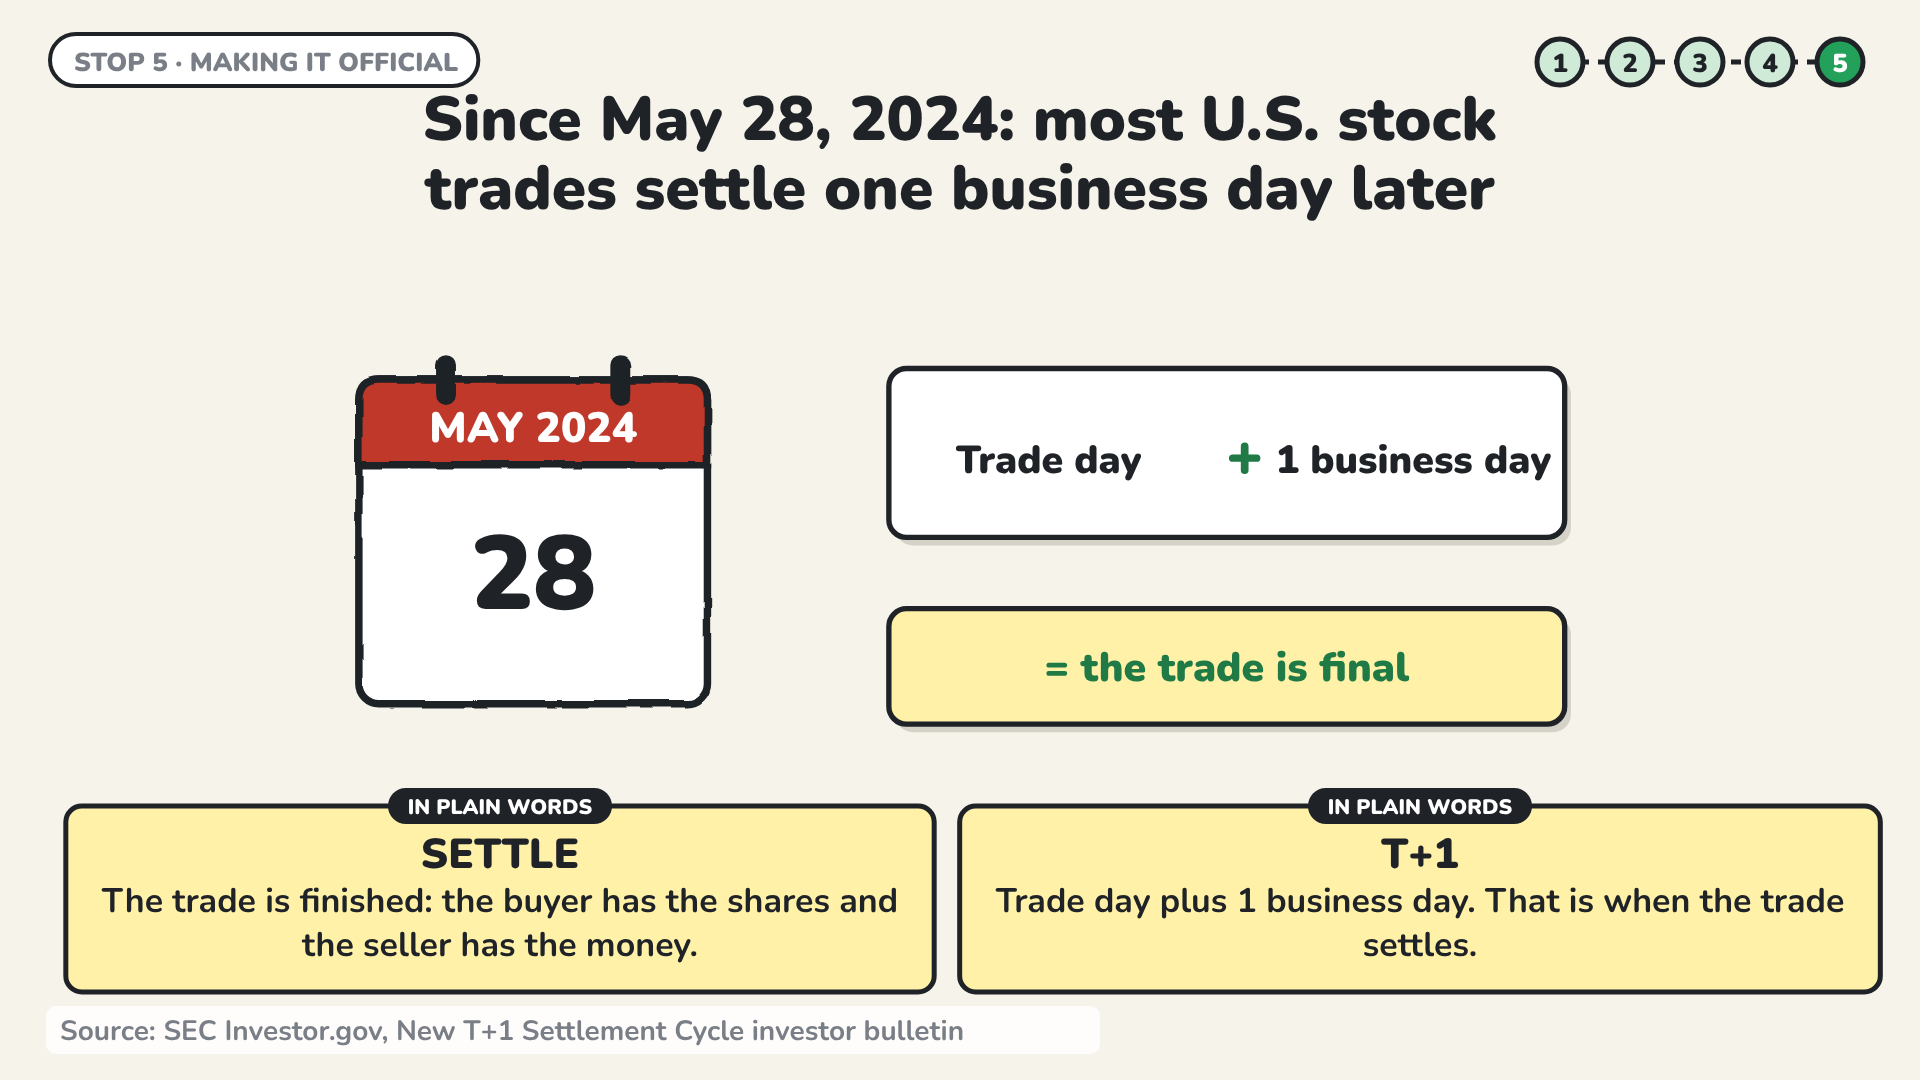 STOP 5 · MAKING IT OFFICIAL
1 2 3 4 5
Since May 28, 2024: most U.S. stock
trades settle one business day later
MAY 2024
28
Trade day + 1 business day
= the trade is final
IN PLAIN WORDS
SETTLE
The trade is finished: the buyer has the shares and
the seller has the money.
IN PLAIN WORDS
T+1
Trade day plus 1 business day. That is when the trade
settles.
Source: SEC Investor.gov, New T+1 Settlement Cycle investor bulletin